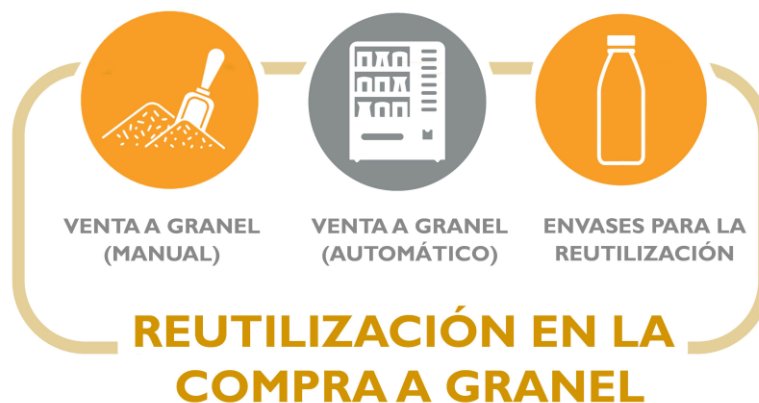 VENTA A GRANEL
(MANUAL)
VENTA A GRANEL
(AUTOMÁTICO)
ENVASES PARA LA
REUTILIZACIÓN
REUTILIZACIÓN EN LA
COMPRA A GRANEL